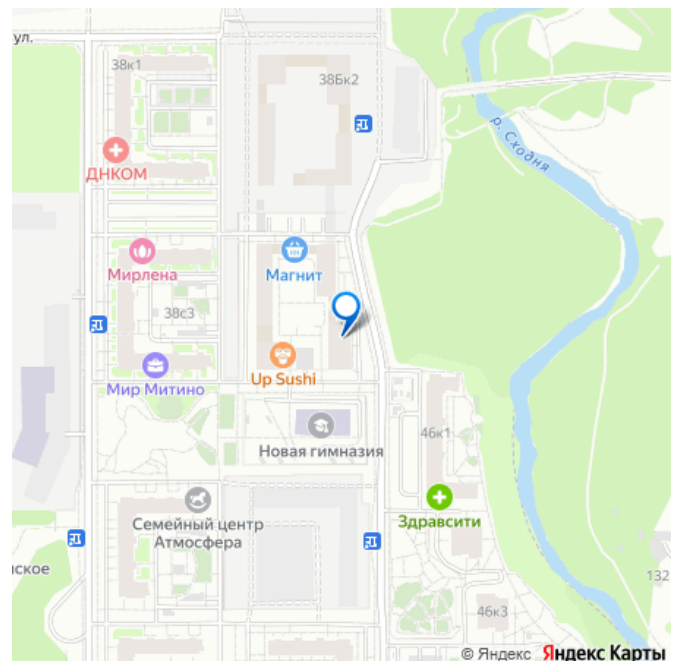 ул.
38к1
38Бк2
р. Сходня
ДНКОМ
Мирлена
Магнит
38с3
Up Sushi
Мир Митино
46к1
Новая гимназия
Семейный центр
Атмосфера
Здравсити
нское
132
46к3
© Яндекс Яндекс Карты